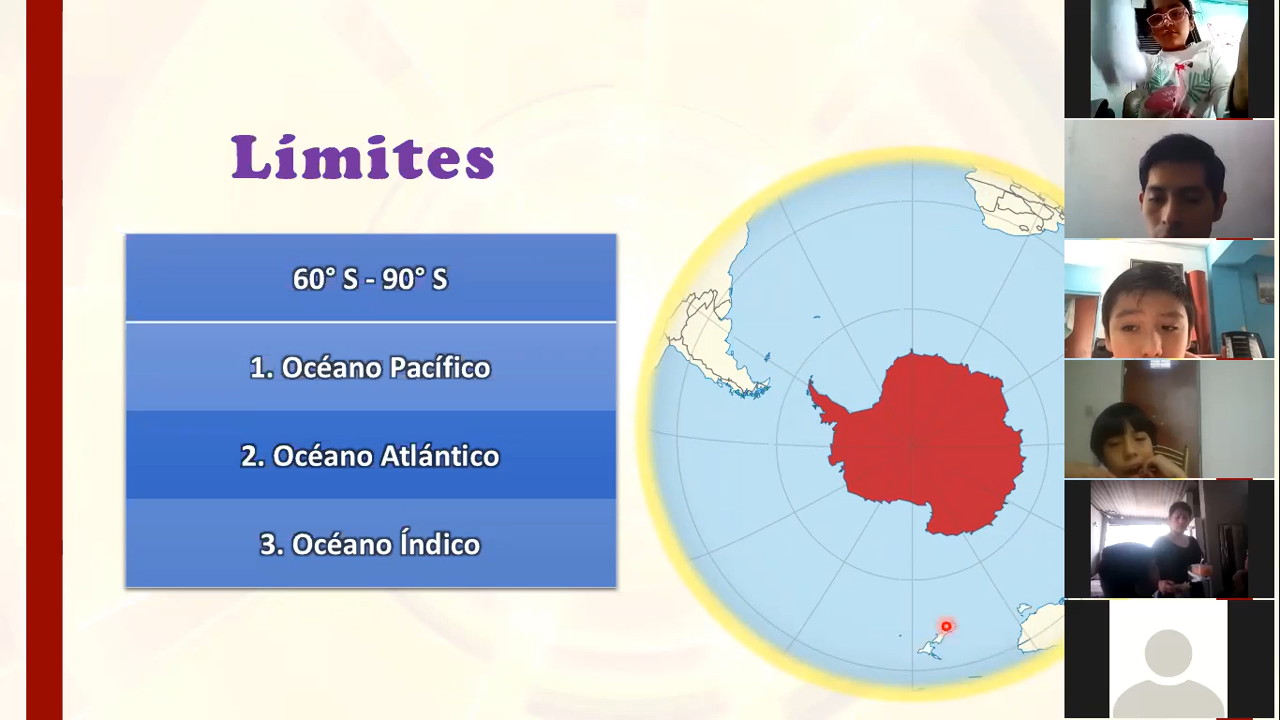 Límites
60° S - 90° S
1. Océano Pacífico
2. Océano Atlántico
3. Océano Índico